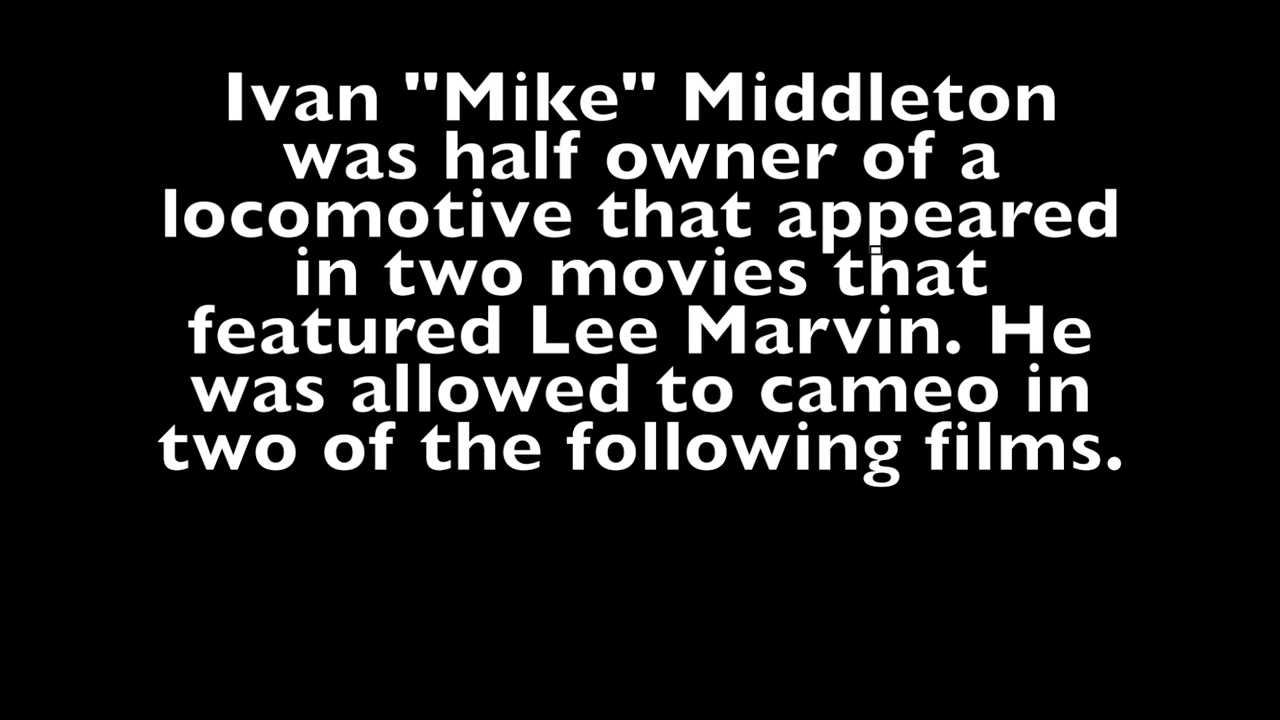 Ivan "Mike" Middleton
was half owner of a
locomotive that appeared
in two movies that
featured Lee Marvin. He
was allowed to cameo in
two of the following films.